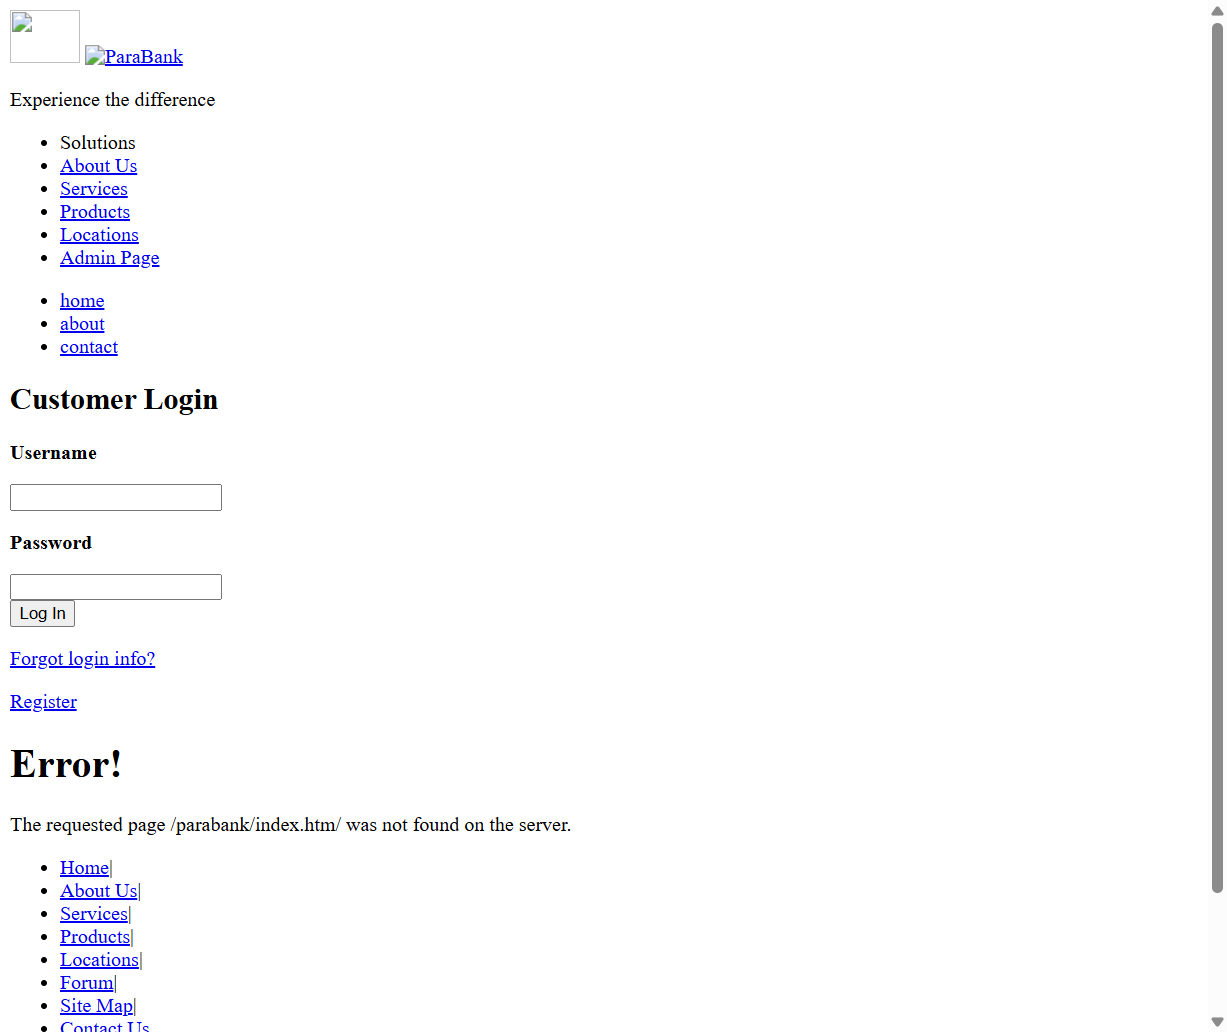 ParaBank
Experience the difference
Solutions
About Us
Services
Products
Locations
Admin Page
home
about
contact
Customer Login
Username
Password
Log In
Forgot login info?
Register
Error!
The requested page /parabank/index.htm/ was not found on the server.
Home|
About Us|
Services|
Products|
Locations|
Forum|
Site Map|
Contact Us